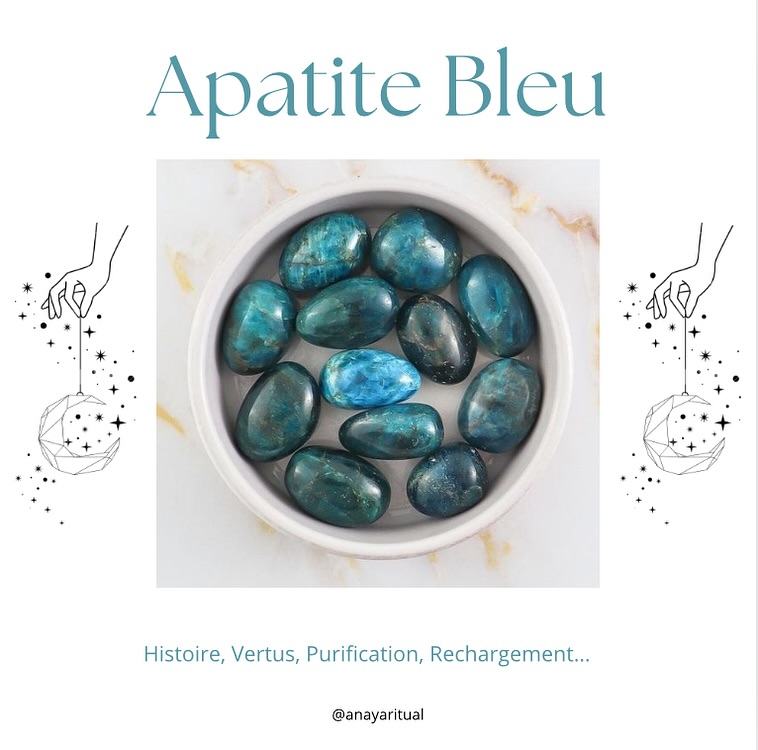 Apatite Bleu
Histoire, Vertus, Purification, Rechargement...
@anayaritual